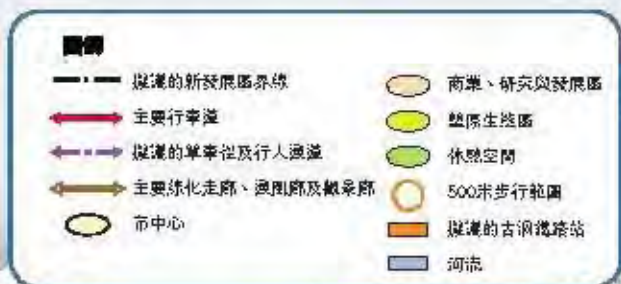 圖例
擬議的新發展區界線
主要行車道
擬議的單車徑及行人通道
主要綠化走廊、通風廊及觀景廊
市中心
商業、研究與發展區
塱原生態區
休憩空間
500米步行範圍
擬議的古洞鐵路站
河流